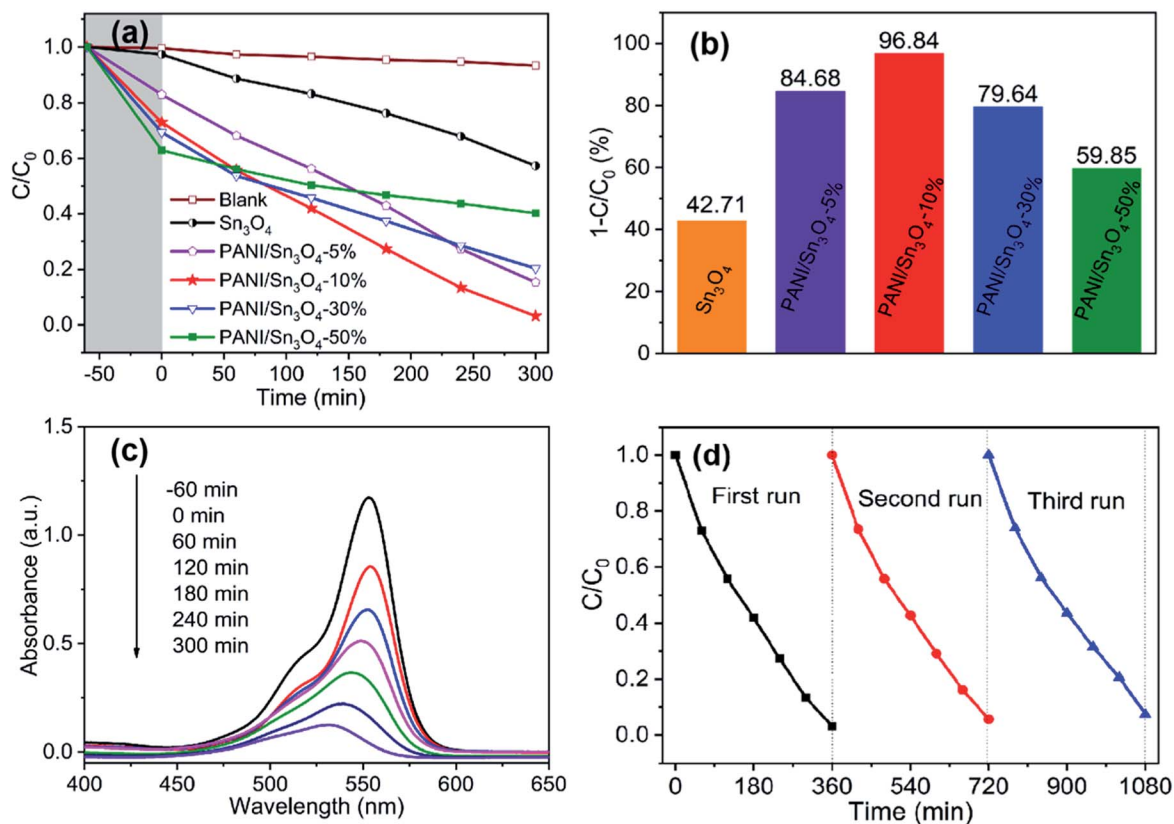 (a)
C/C₀
1.0
0.8
0.6
0.4
0.2
0.0
Blank
Sn₃O₄
PANI/Sn₃O₄-5%
PANI/Sn₃O₄-10%
PANI/Sn₃O₄-30%
PANI/Sn₃O₄-50%
-50 0 50 100 150 200 250 300
Time (min)
(b)
1-C/C₀ (%)
100
80
60
40
20
0
42.71
84.68
96.84
79.64
59.85
Sn₃O₄
PANI/Sn₃O₄-5%
PANI/Sn₃O₄-10%
PANI/Sn₃O₄-30%
PANI/Sn₃O₄-50%
(c)
Absorbance (a.u.)
1.5
1.0
0.5
0.0
-60 min
0 min
60 min
120 min
180 min
240 min
300 min
400 450 500 550 600 650
Wavelength (nm)
(d)
C/C₀
1.0
0.8
0.6
0.4
0.2
0.0
First run
Second run
Third run
0 180 360 540 720 900 1080
Time (min)